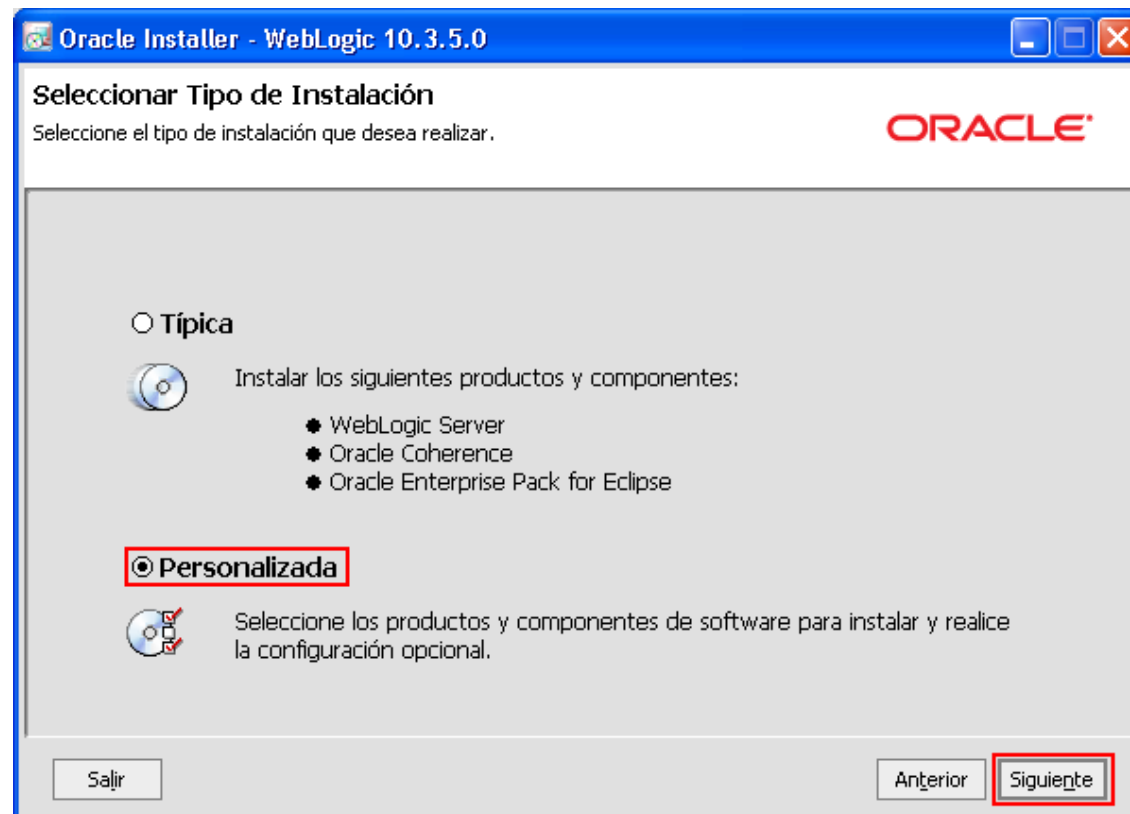 Oracle Installer - WebLogic 10.3.5.0
Seleccionar Tipo de Instalación
Seleccione el tipo de instalación que desea realizar.
ORACLE
Típica
Instalar los siguientes productos y componentes:
WebLogic Server
Oracle Coherence
Oracle Enterprise Pack for Eclipse
Personalizada
Seleccione los productos y componentes de software para instalar y realice
la configuración opcional.
Salir
Anterior
Siguiente